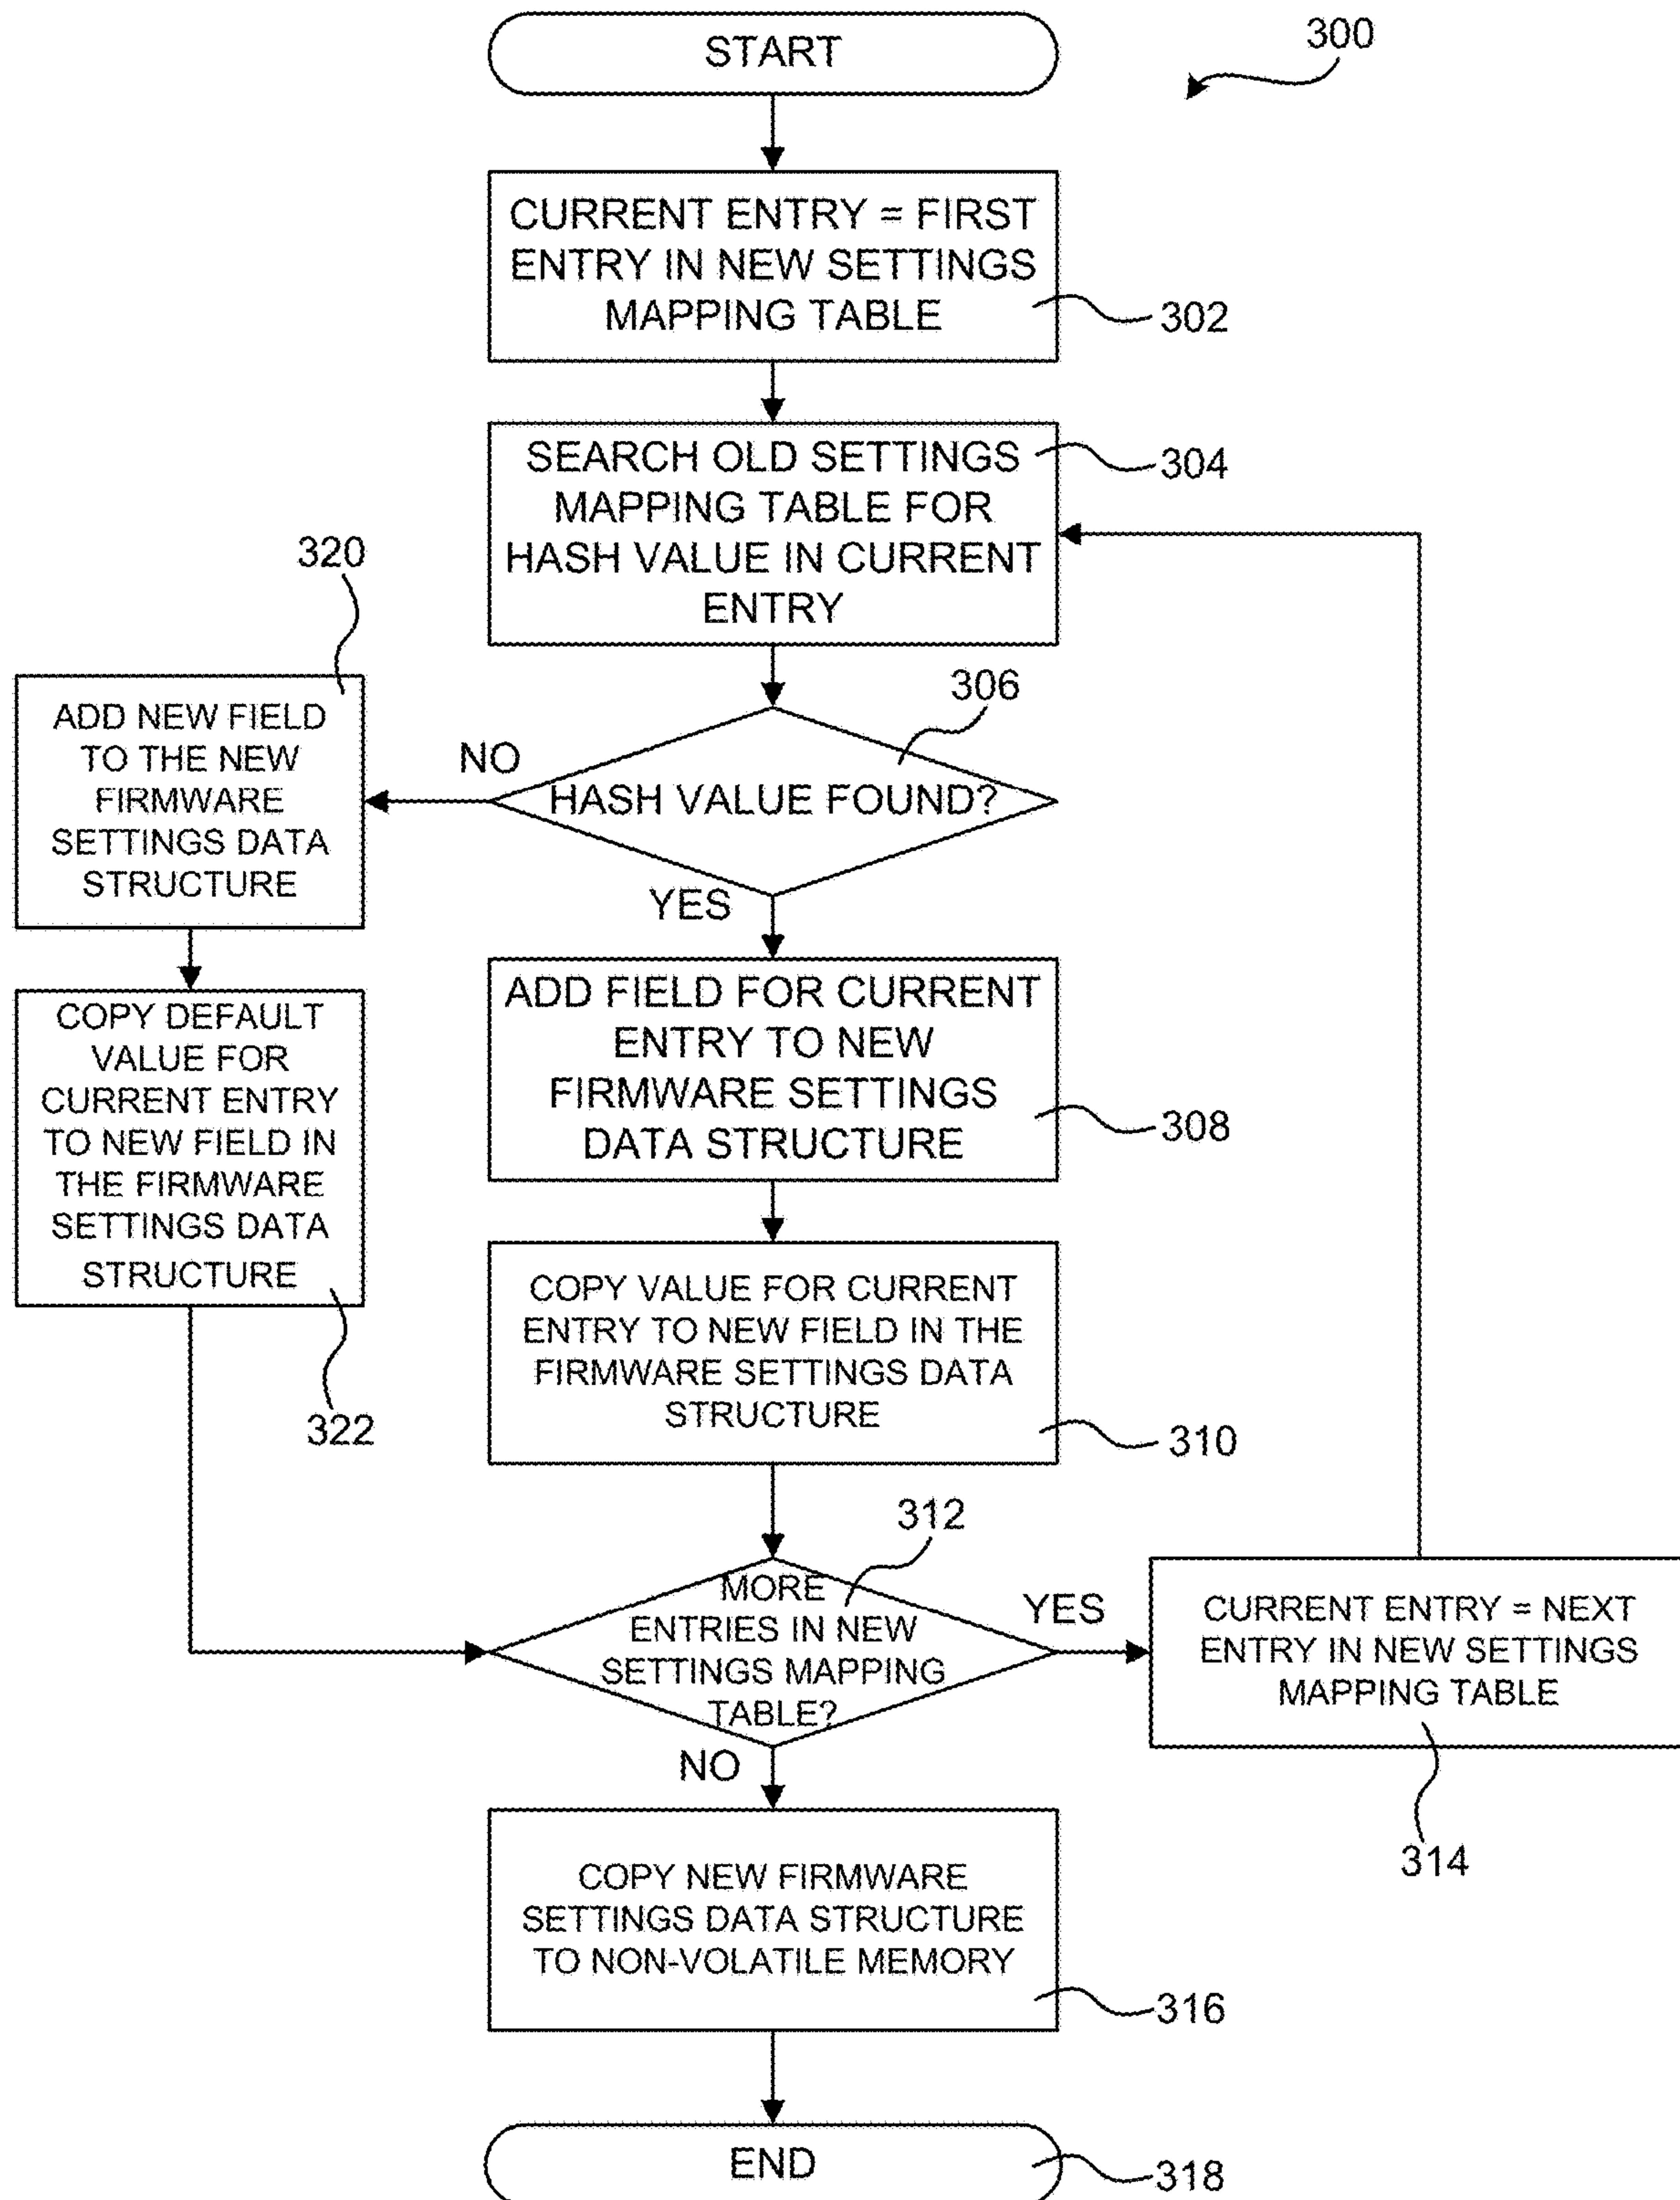 START
300
CURRENT ENTRY = FIRST
ENTRY IN NEW SETTINGS
MAPPING TABLE
302
SEARCH OLD SETTINGS
MAPPING TABLE FOR
HASH VALUE IN CURRENT
ENTRY
304
320
306
ADD NEW FIELD
TO THE NEW
FIRMWARE
SETTINGS DATA
STRUCTURE
NO
HASH VALUE FOUND?
YES
COPY DEFAULT
VALUE FOR
CURRENT ENTRY
TO NEW FIELD IN
THE FIRMWARE
SETTINGS DATA
STRUCTURE
322
ADD FIELD FOR CURRENT
ENTRY TO NEW
FIRMWARE SETTINGS
DATA STRUCTURE
308
COPY VALUE FOR CURRENT
ENTRY TO NEW FIELD IN THE
FIRMWARE SETTINGS DATA
STRUCTURE
310
312
MORE
ENTRIES IN NEW
SETTINGS MAPPING
TABLE?
YES
CURRENT ENTRY = NEXT
ENTRY IN NEW SETTINGS
MAPPING TABLE
314
NO
COPY NEW FIRMWARE
SETTINGS DATA STRUCTURE
TO NON-VOLATILE MEMORY
316
END
318